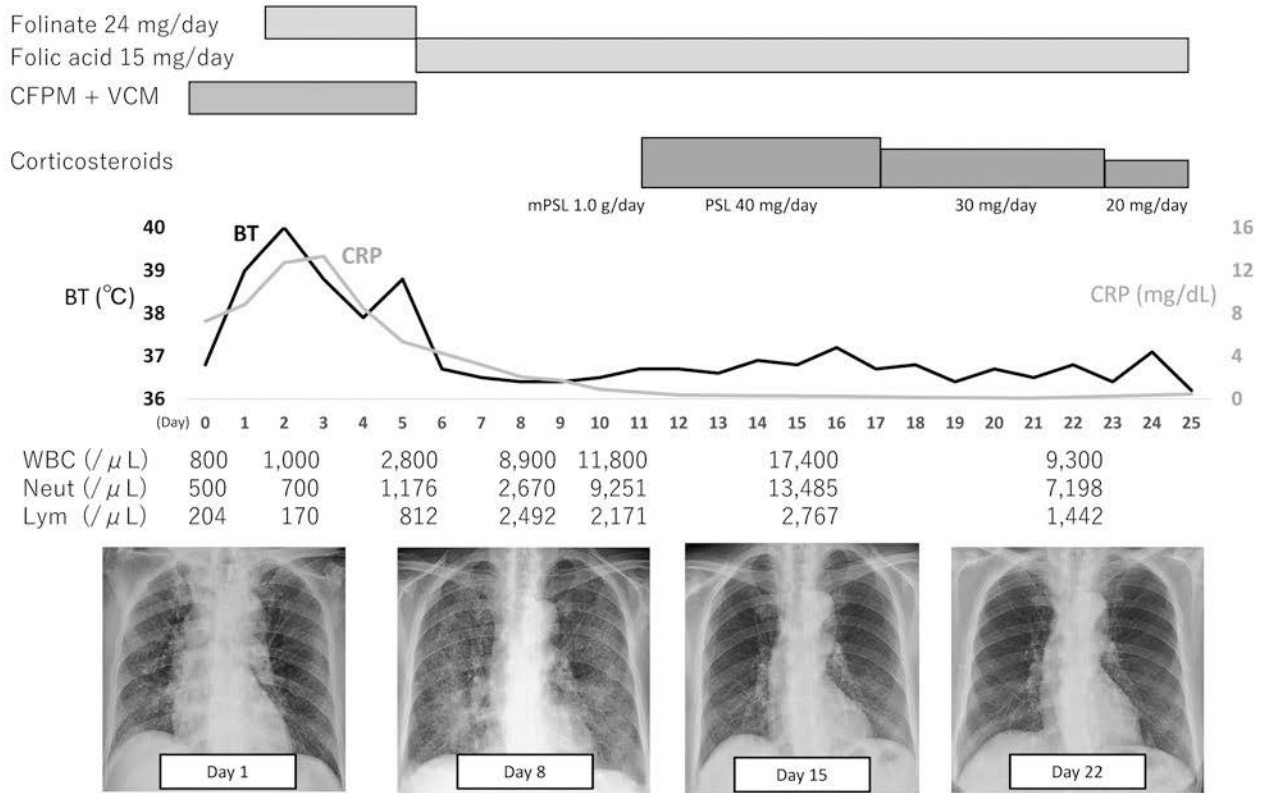 Folinate 24 mg/day
Folic acid 15 mg/day
CFPM + VCM
Corticosteroids
mPSL 1.0 g/day PSL 40 mg/day 30 mg/day 20 mg/day
40 BT 16
CRP
39 12
BT (℃) CRP (mg/dL)
38 8
37 4
36 0
(Day) 0 1 2 3 4 5 6 7 8 9 10 11 12 13 14 15 16 17 18 19 20 21 22 23 24 25
WBC (/μL) 800 1,000 2,800 8,900 11,800 17,400 9,300
Neut (/μL) 500 700 1,176 2,670 9,251 13,485 7,198
Lym (/μL) 204 170 812 2,492 2,171 2,767 1,442
Day 1 Day 8 Day 15 Day 22